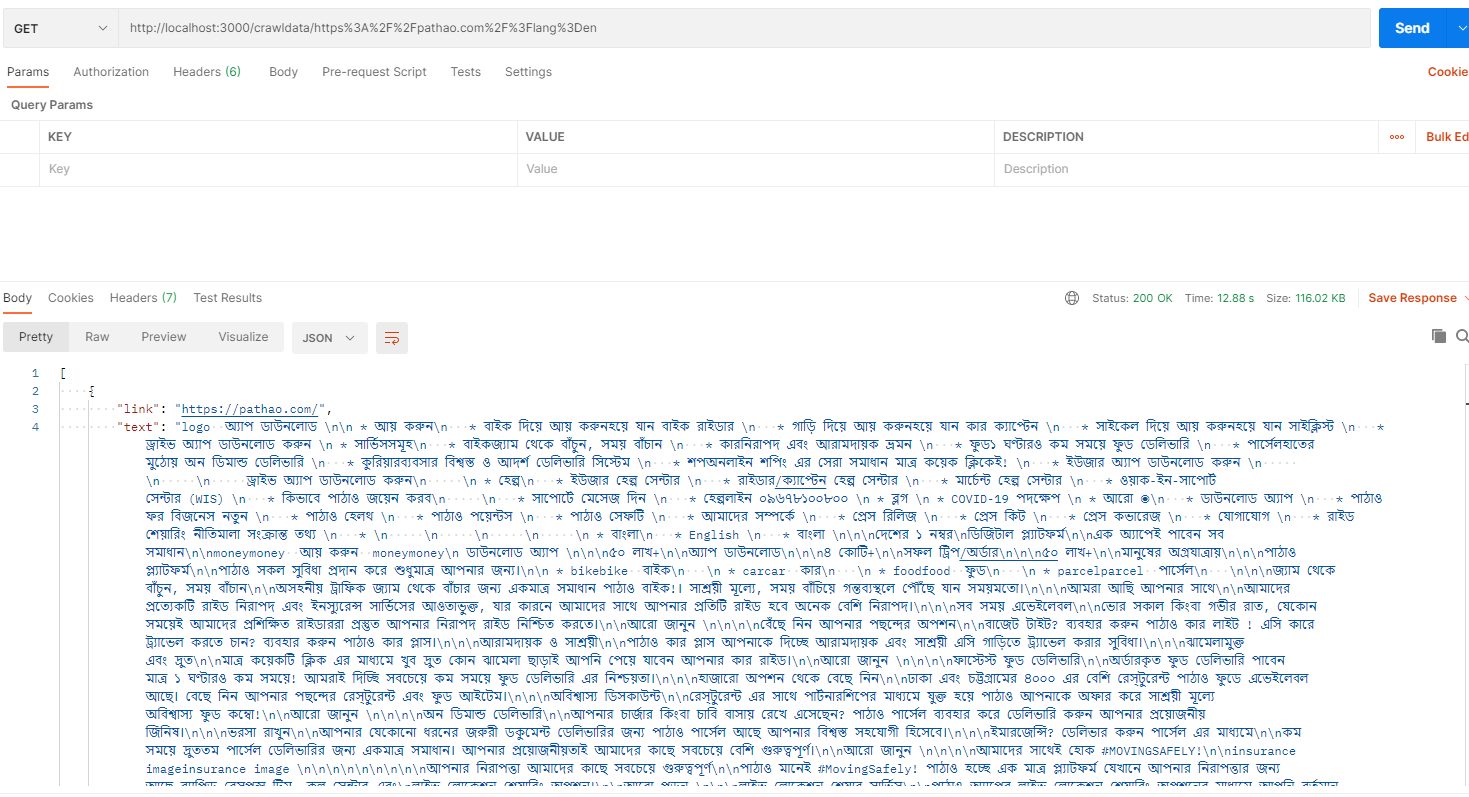 GET
http://localhost:3000/crawldata/https%3A%2F%2Fpathao.com%2F%3Flang%3Den
Send
Params Authorization Headers (6) Body Pre-request Script Tests Settings Cookie
Query Params
KEY VALUE DESCRIPTION Bulk Ed
Key Value Description
Body Cookies Headers (7) Test Results Status: 200 OK Time: 12.88 s Size: 116.02 KB Save Response
Pretty Raw Preview Visualize JSON
1 [
2 {
3 "link": "https://pathao.com/",
4 "text": "logo অ্যাপ ডাউনলোড \n\n * আয় করুন\n * বাইক দিয়ে আয় করুনহয়ে যান বাইক রাইডার \n * গাড়ি দিয়ে আয় করুনহয়ে যান কার ক্যাপ্টেন \n * সাইকেল দিয়ে আয় করুনহয়ে যান সাইক্লিস্ট \n *
ড্রাইভ অ্যাপ ডাউনলোড করুন \n * সার্ভিসসমূহ\n * বাইকজ্যাম থেকে বাঁচুন, সময় বাঁচান \n * কারনিরাপদ এবং আরামদায়ক ভ্রমন \n * ফুড১ ঘণ্টারও কম সময়ে ফুড ডেলিভারি \n * পার্সেলহাতের
মুঠোয় অন ডিমান্ড ডেলিভারি \n * কুরিয়ারব্যবসার বিশ্বস্ত ও আদর্শ ডেলিভারি সিস্টেম \n * শপঅনলাইন শপিং এর সেরা সমাধান মাত্র কয়েক ক্লিকেই! \n * ইউজার অ্যাপ ডাউনলোড করুন \n
\n \n ড্রাইভ অ্যাপ ডাউনলোড করুন\n \n * হেল্প\n * ইউজার হেল্প সেন্টার \n * রাইডার/ক্যাপ্টেন হেল্প সেন্টার \n * মার্চেন্ট হেল্প সেন্টার \n * ওয়াক-ইন-সাপোর্ট
সেন্টার (WIS) \n * কিভাবে পাঠাও জয়েন করব\n \n \n * সাপোর্টে মেসেজ দিন \n * হেল্পলাইন ০৯৬৭৮১০০৮০০ \n * ব্লগ \n * COVID-19 পদক্ষেপ \n * আরো ◉\n * ডাউনলোড অ্যাপ \n * পাঠাও
ফর বিজনেস নতুন \n * পাঠাও হেলথ \n * পাঠাও পয়েন্টস \n * পাঠাও সেফটি \n * আমাদের সম্পর্কে \n * প্রেস রিলিজ \n * প্রেস কিট \n * প্রেস কভারেজ \n * যোগাযোগ \n * রাইড
শেয়ারিং নীতিমালা সংক্রান্ত তথ্য \n * \n \n \n \n \n * বাংলা\n * English \n * বাংলা \n\n\nদেশের ১ নম্বর\nডিজিটাল প্ল্যাটফর্ম\n\nএক অ্যাপেই পাবেন সব
সমাধান\n\nmoneymoney আয় করুন moneymoney\n ডাউনলোড অ্যাপ \n\n\n৫০ লাখ+\n\nঅ্যাপ ডাউনলোড\n\n\n৪ কোটি+\n\nসফল ট্রিপ/অর্ডার\n\n\n৫০ লাখ+\n\nমানুষের অগ্রযাত্রায়\n\n\nপাঠাও
প্ল্যাটফর্ম\n\nপাঠাও সকল সুবিধা প্রদান করে শুধুমাত্র আপনার জন্য।\n\n * bikebike বাইক\n \n * carcar কার\n \n * foodfood ফুড\n \n * parcelparcel পার্সেল\n \n\n\n\nজ্যাম থেকে
বাঁচুন, সময় বাঁচান\n\nঅসহনীয় ট্রাফিক জ্যাম থেকে বাঁচার জন্য একমাত্র সমাধান পাঠাও বাইক!। সাশ্রয়ী মূল্যে, সময় বাঁচিয়ে গন্তব্যস্থলে পৌঁছে যান সময়মতো।\n\n\nআমরা আছি আপনার সাথে\n\nআমাদের
প্রত্যেকটি রাইড নিরাপদ এবং ইনস্যুরেন্স সার্ভিসের আওতাভুক্ত, যার কারনে আমাদের সাথে আপনার প্রতিটি রাইড হবে অনেক বেশি নিরাপদ।\n\n\nসব সময় এভেইলেবল\n\nভোর সকাল কিংবা গভীর রাত, যেকোন
সময়েই আমাদের প্রশিক্ষিত রাইডাররা প্রস্তুত আপনার নিরাপদ রাইড নিশ্চিত করতে।\n\nআরো জানুন \n\n\n\n\nবেঁছে নিন আপনার পছন্দের অপশন\n\nবাজেট টাইট? ব্যবহার করুন পাঠাও কার লাইট ! এসি কারে
ট্র্যাভেল করতে চান? ব্যবহার করুন পাঠাও কার প্লাস।\n\n\nআরামদায়ক ও সাশ্রয়ী\n\nপাঠাও কার প্লাস আপনাকে দিচ্ছে আরামদায়ক এবং সাশ্রয়ী এসি গাড়িতে ট্র্যাভেল করার সুবিধা।\n\n\nঝামেলামুক্ত
এবং দ্রুত\n\nমাত্র কয়েকটি ক্লিক এর মাধ্যমে খুব দ্রুত কোন ঝামেলা ছাড়াই আপনি পেয়ে যাবেন আপনার কার রাইড।\n\nআরো জানুন \n\n\n\nফাস্টেস্ট ফুড ডেলিভারি\n\nঅর্ডারকৃত ফুড ডেলিভারি পাবেন
মাত্র ১ ঘণ্টারও কম সময়ে! আমরাই দিচ্ছি সবচেয়ে কম সময়ে ফুড ডেলিভারি এর নিশ্চয়তা।\n\n\nহাজারো অপশন থেকে বেছে নিন\n\nঢাকা এবং চট্টগ্রামের ৪০০০ এর বেশি রেস্টুরেন্ট পাঠাও ফুডে এভেইলেবল
আছে। বেছে নিন আপনার পছন্দের রেস্টুরেন্ট এবং ফুড আইটেম।\n\n\nঅবিশ্বাস্য ডিসকাউন্ট\n\nরেস্টুরেন্ট এর সাথে পার্টনারশিপের মাধ্যমে যুক্ত হয়ে পাঠাও আপনাকে অফার করে সাশ্রয়ী মূল্যে
অবিশ্বাস্য ফুড কম্বো!\n\nআরো জানুন \n\n\n\nঅন ডিমান্ড ডেলিভারি\n\nআপনার চার্জার কিংবা চাবি বাসায় রেখে এসেছেন? পাঠাও পার্সেল ব্যবহার করে ডেলিভারি করুন আপনার প্রয়োজনীয়
জিনিষ।\n\n\nভরসা রাখুন\n\nআপনার যেকোনো ধরনের জরুরী ডকুমেন্ট ডেলিভারির জন্য পাঠাও পার্সেল আছে আপনার বিশ্বস্ত সহযোগী হিসেবে।\n\n\nইমারজেন্সি? ডেলিভার করুন পার্সেল এর মাধ্যমে\n\nকম
সময়ে দ্রুততম পার্সেল ডেলিভারির জন্য একমাত্র সমাধান। আপনার প্রয়োজনীয়তাই আমাদের কাছে সবচেয়ে বেশি গুরুত্বপূর্ণ।\n\nআরো জানুন \n\n\n\nআমাদের সাথেই হোক #MOVINGSAFELY!\n\ninsurance
imageinsurance image \n\n\n\n\n\n\n\nআপনার নিরাপত্তা আমাদের কাছে সবচেয়ে গুরুত্বপূর্ণ\n\nপাঠাও মানেই #MovingSafely! পাঠাও হচ্ছে এক মাত্র প্ল্যাটফর্ম যেখানে আপনার নিরাপত্তার জন্য